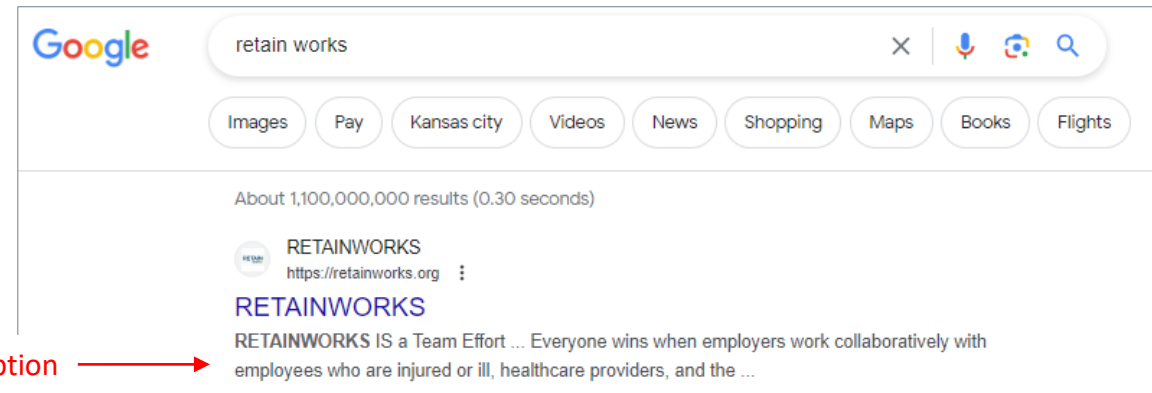 Google
retain works
Images Pay Kansas city Videos News Shopping Maps Books Flights
About 1,100,000,000 results (0.30 seconds)
RETAIN
RETAINWORKS
https://retainworks.org
RETAINWORKS
RETAINWORKS IS a Team Effort ... Everyone wins when employers work collaboratively with
ption
employees who are injured or ill, healthcare providers, and the ...